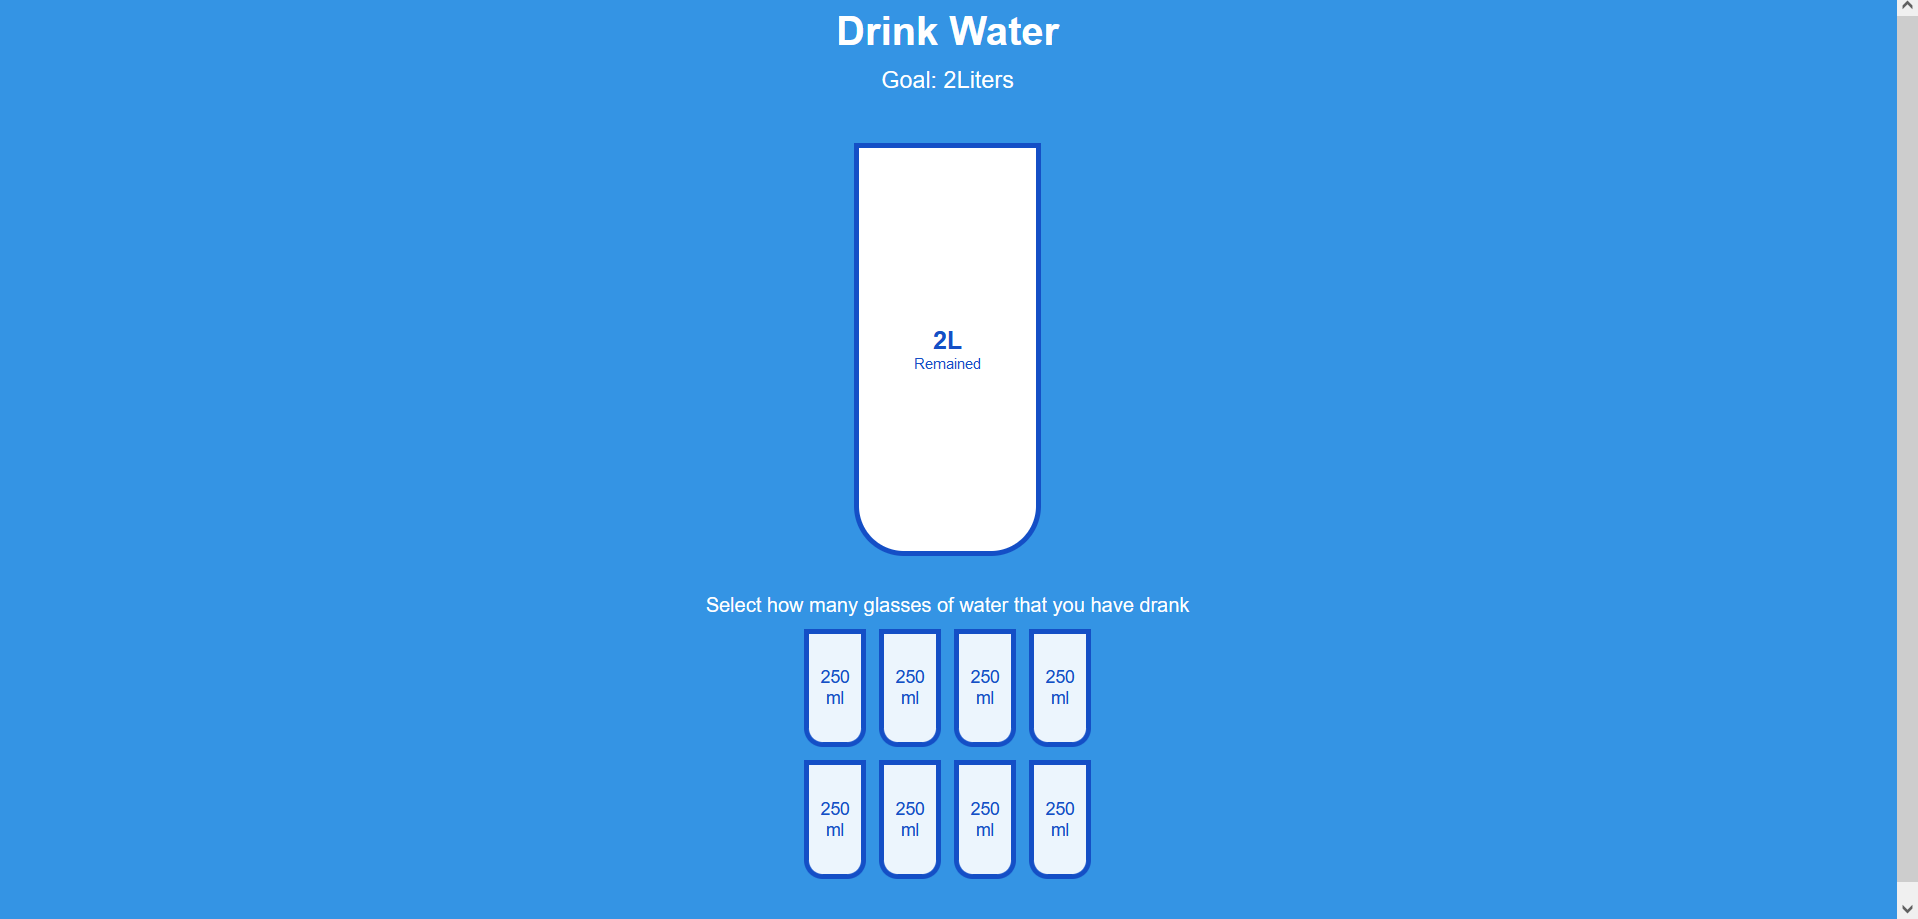 Drink Water
Goal: 2Liters
2L
Remained
Select how many glasses of water that you have drank
250 250 250 250
ml ml ml ml
250 250 250 250
ml ml ml ml